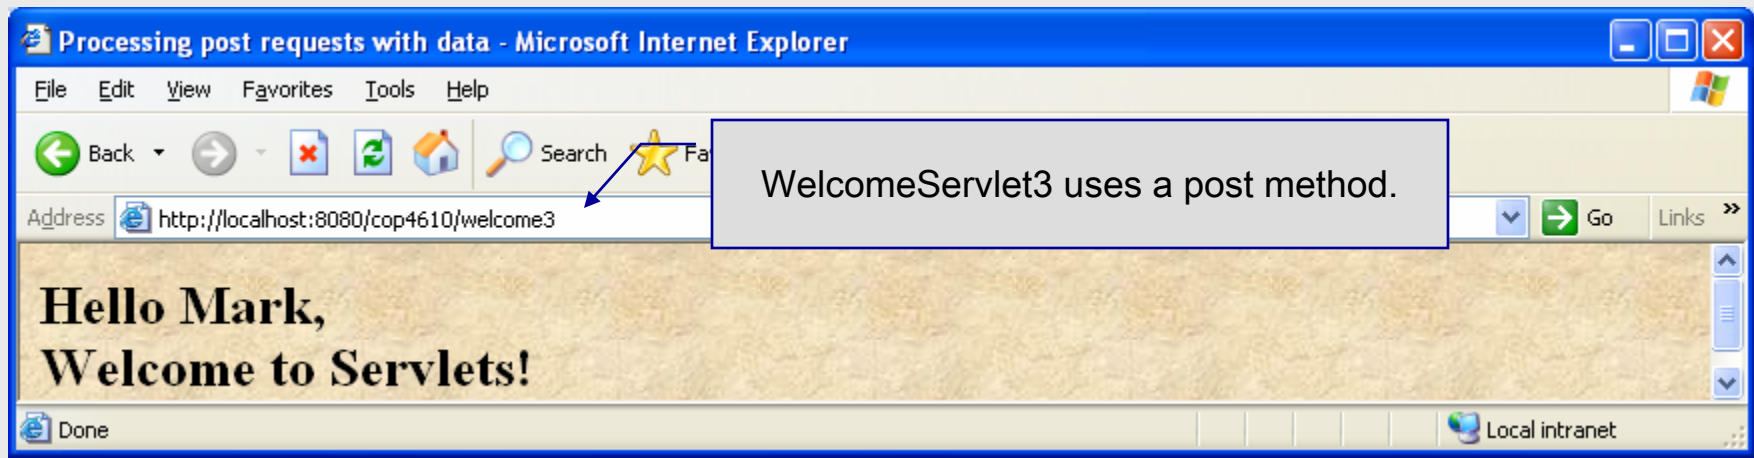 Processing post requests with data - Microsoft Internet Explorer
File Edit View Favorites Tools Help
Back Search Fa
WelcomeServlet3 uses a post method.
Address http://localhost:8080/cop4610/welcome3 Go Links »
Hello Mark,
Welcome to Servlets!
Done Local intranet